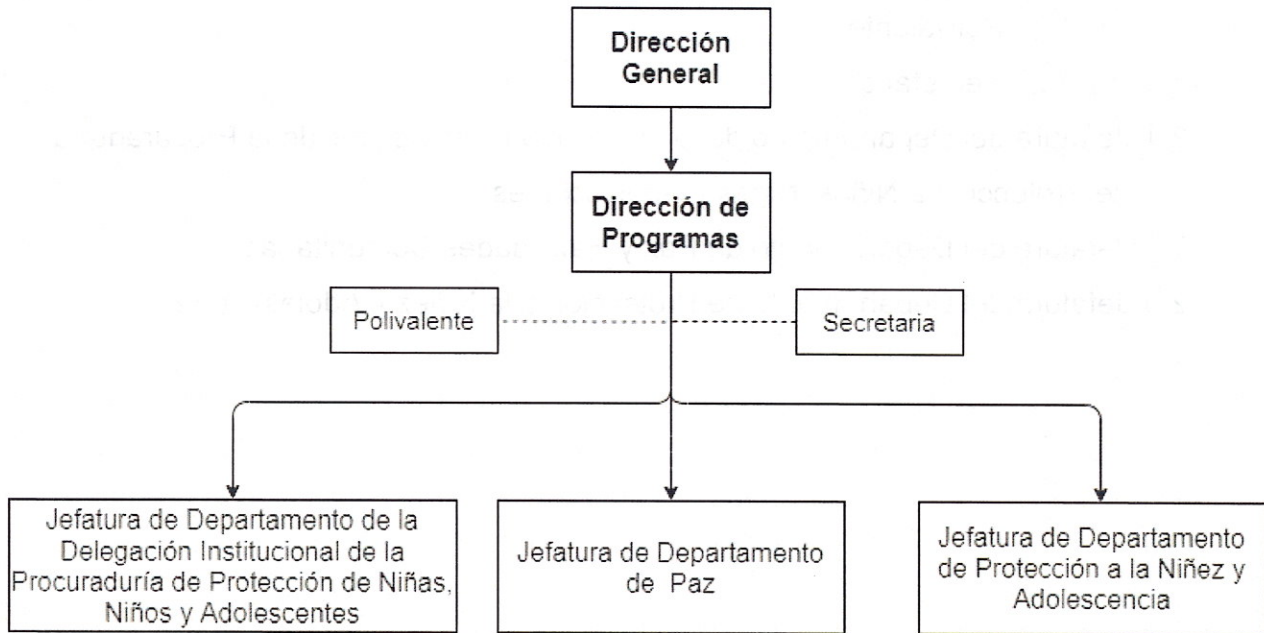 Dirección
General
Dirección de
Programas
Polivalente
Secretaria
Jefatura de Departamento de la
Delegación Institucional de la
Procuraduría de Protección de Niñas,
Niños y Adolescentes
Jefatura de Departamento
de Paz
Jefatura de Departamento
de Protección a la Niñez y
Adolescencia